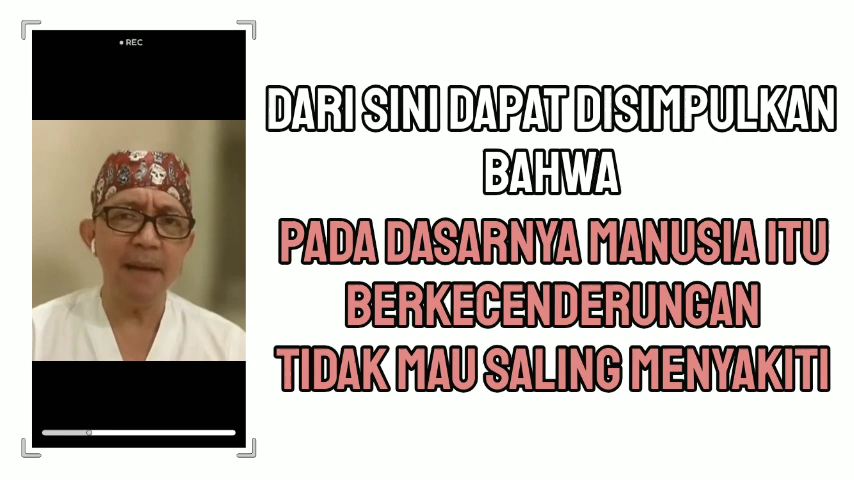 REC
DARI SINI DAPAT DISIMPULKAN
BAHWA
PADA DASARNYA MANUSIA ITU
BERKECENDERUNGAN
TIDAK MAU SALING MENYAKITI